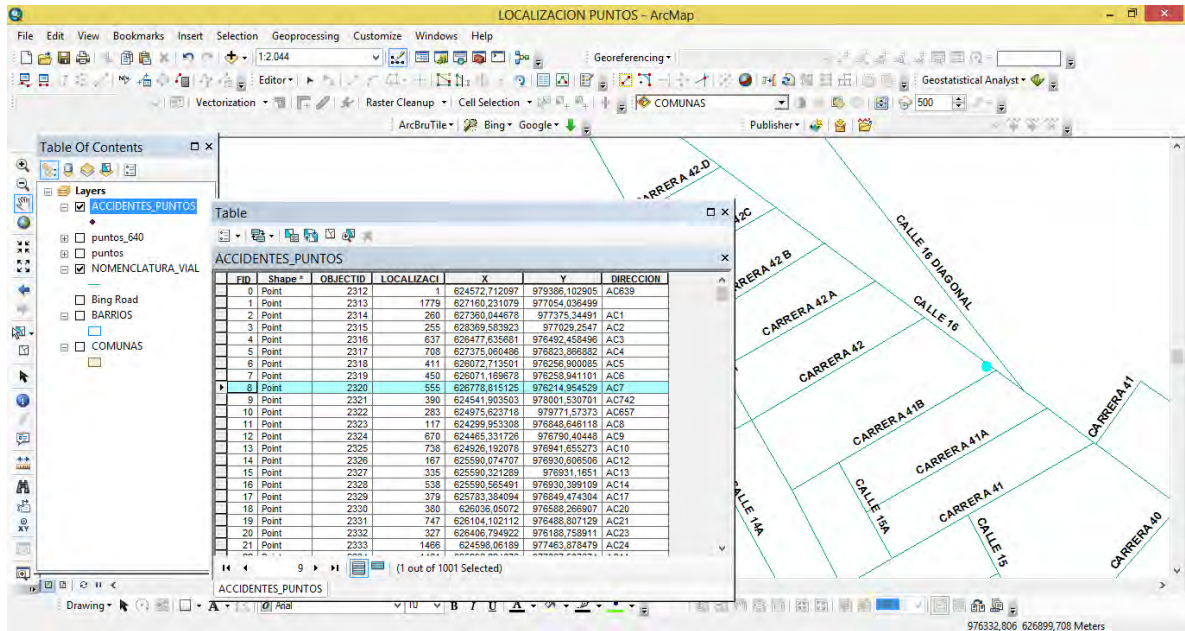 LOCALIZACION PUNTOS - ArcMap
File Edit View Bookmarks Insert Selection Geoprocessing Customize Windows Help
1:2.044
Georeferencing
Editor
Geostatistical Analyst
Vectorization Raster Cleanup Cell Selection
COMUNAS
500
ArcBruTile Bing Google
Publisher
Table Of Contents
Layers
ACCIDENTES_PUNTOS
puntos_640
puntos
NOMENCLATURA_VIAL
Bing Road
BARRIOS
COMUNAS
Table
ACCIDENTES_PUNTOS
FID Shape * OBJECTID LOCALIZACI X Y DIRECCION
0 Point 2312 1 624572,712097 979386,102905 AC639
1 Point 2313 1779 627160,231079 977054,036499
2 Point 2314 260 627360,044678 977375,34491 AC1
3 Point 2315 255 628369,583923 977029,2547 AC2
4 Point 2316 637 626477,635681 976492,458496 AC3
5 Point 2317 708 627375,060486 976823,866882 AC4
6 Point 2318 411 626072,713501 976256,900085 AC5
7 Point 2319 450 626071,169678 976258,941101 AC6
8 Point 2320 555 626778,815125 976214,954529 AC7
9 Point 2321 390 624541,903503 978001,530701 AC742
10 Point 2322 283 624975,623718 979771,57373 AC657
11 Point 2323 117 624299,953308 976848,646118 AC8
12 Point 2324 670 624465,331726 976790,40448 AC9
13 Point 2325 738 624926,192078 976941,655273 AC10
14 Point 2326 167 625590,074707 976930,606506 AC12
15 Point 2327 335 625590,321289 976931,1651 AC13
16 Point 2328 538 625590,565491 976930,399109 AC14
17 Point 2329 379 625783,384094 976849,474304 AC17
18 Point 2330 380 626036,05072 976588,266907 AC20
19 Point 2331 747 626104,102112 976488,807129 AC21
20 Point 2332 327 626406,794922 976188,758911 AC23
21 Point 2333 1466 624598,06189 977463,878479 AC24
9 (1 out of 1001 Selected)
ACCIDENTES_PUNTOS
CARRERA 42-D
42C
CARRERA 42 B
CARRERA 42 A
CARRERA 42
CARRERA 41B
CARRERA 41A
CARRERA 41
CARRERA 41
CARRERA 40
CALLE 16 DIAGONAL
CALLE 16
CALLE 15A
CALLE 15
CALLE 14A
Drawing A Arial 10 B I U A
976332,806 626899,708 Meters